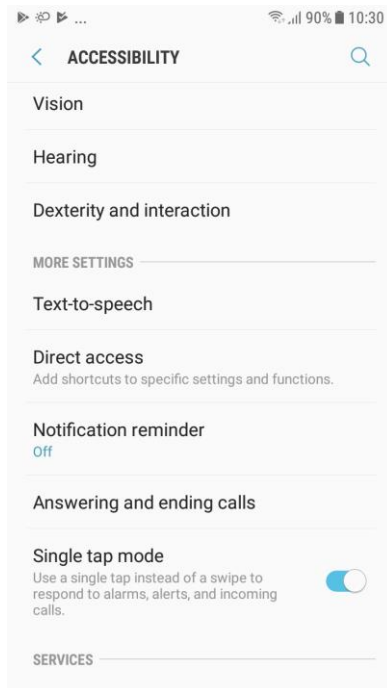 ... 90% 10:30
ACCESSIBILITY
Vision
Hearing
Dexterity and interaction
MORE SETTINGS
Text-to-speech
Direct access
Add shortcuts to specific settings and functions.
Notification reminder
Off
Answering and ending calls
Single tap mode
Use a single tap instead of a swipe to
respond to alarms, alerts, and incoming
calls.
SERVICES